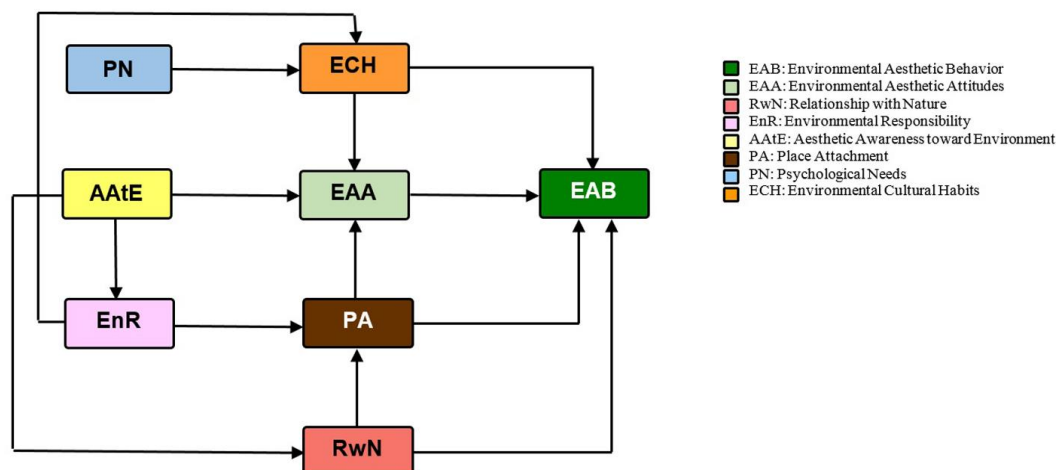 PN
ECH
AAtE
EAA
EAB
EnR
PA
RwN
EAB: Environmental Aesthetic Behavior
EAA: Environmental Aesthetic Attitudes
RwN: Relationship with Nature
EnR: Environmental Responsibility
AAtE: Aesthetic Awareness toward Environment
PA: Place Attachment
PN: Psychological Needs
ECH: Environmental Cultural Habits